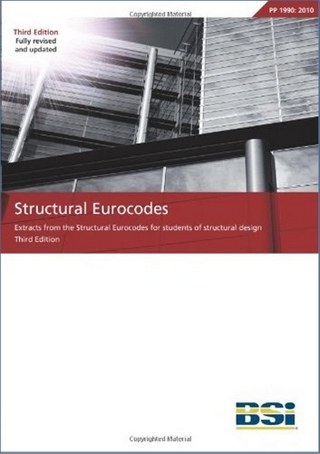 Copyrighted Material
PP 1990: 2010
Third Edition
Fully revised
and updated
Structural Eurocodes
Extracts from the Structural Eurocodes for students of structural design
Third Edition
BSi
Copyrighted Material